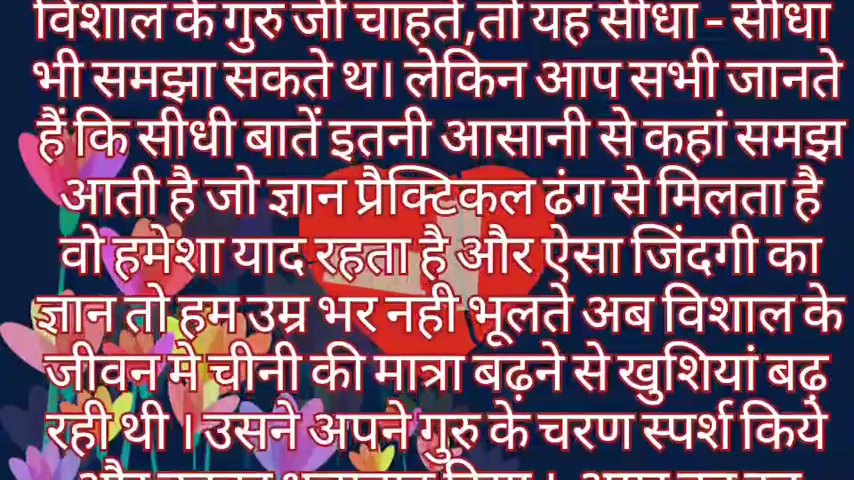 विशाल के गुरु जी चाहते,तो यह सीधा - सीधा
भी समझा सकते थ। लेकिन आप सभी जानते
हैं कि सीधी बातें इतनी आसानी से कहां समझ
आती है जो ज्ञान प्रैक्टिकल ढंग से मिलता है
वो हमेशा याद रहता है और ऐसा जिंदगी का
ज्ञान तो हम उम्र भर नही भूलते अब विशाल के
जीवन मे चीनी की मात्रा बढ़ने से खुशियां बढ़
रही थी । उसने अपने गुरु के चरण स्पर्श किये